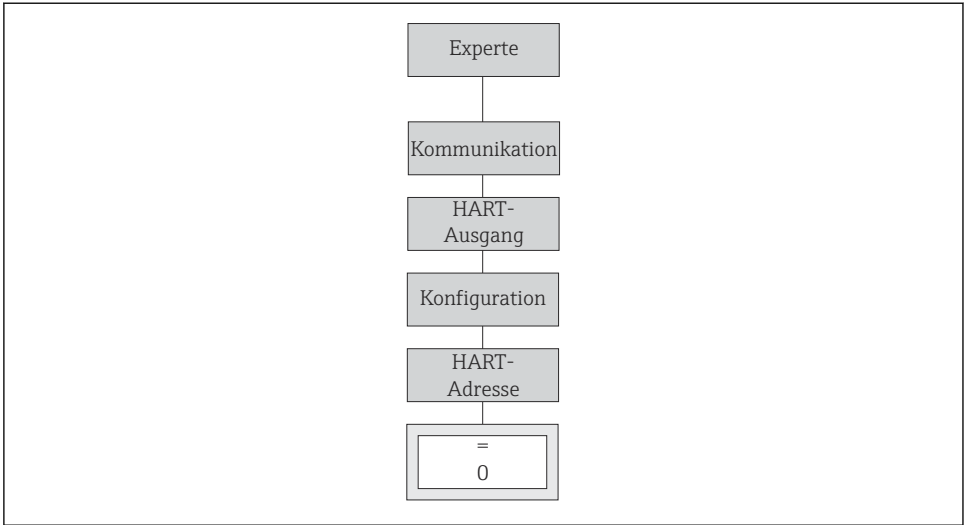 Experte
Kommunikation
HART-
Ausgang
Konfiguration
HART-
Adresse
=
0